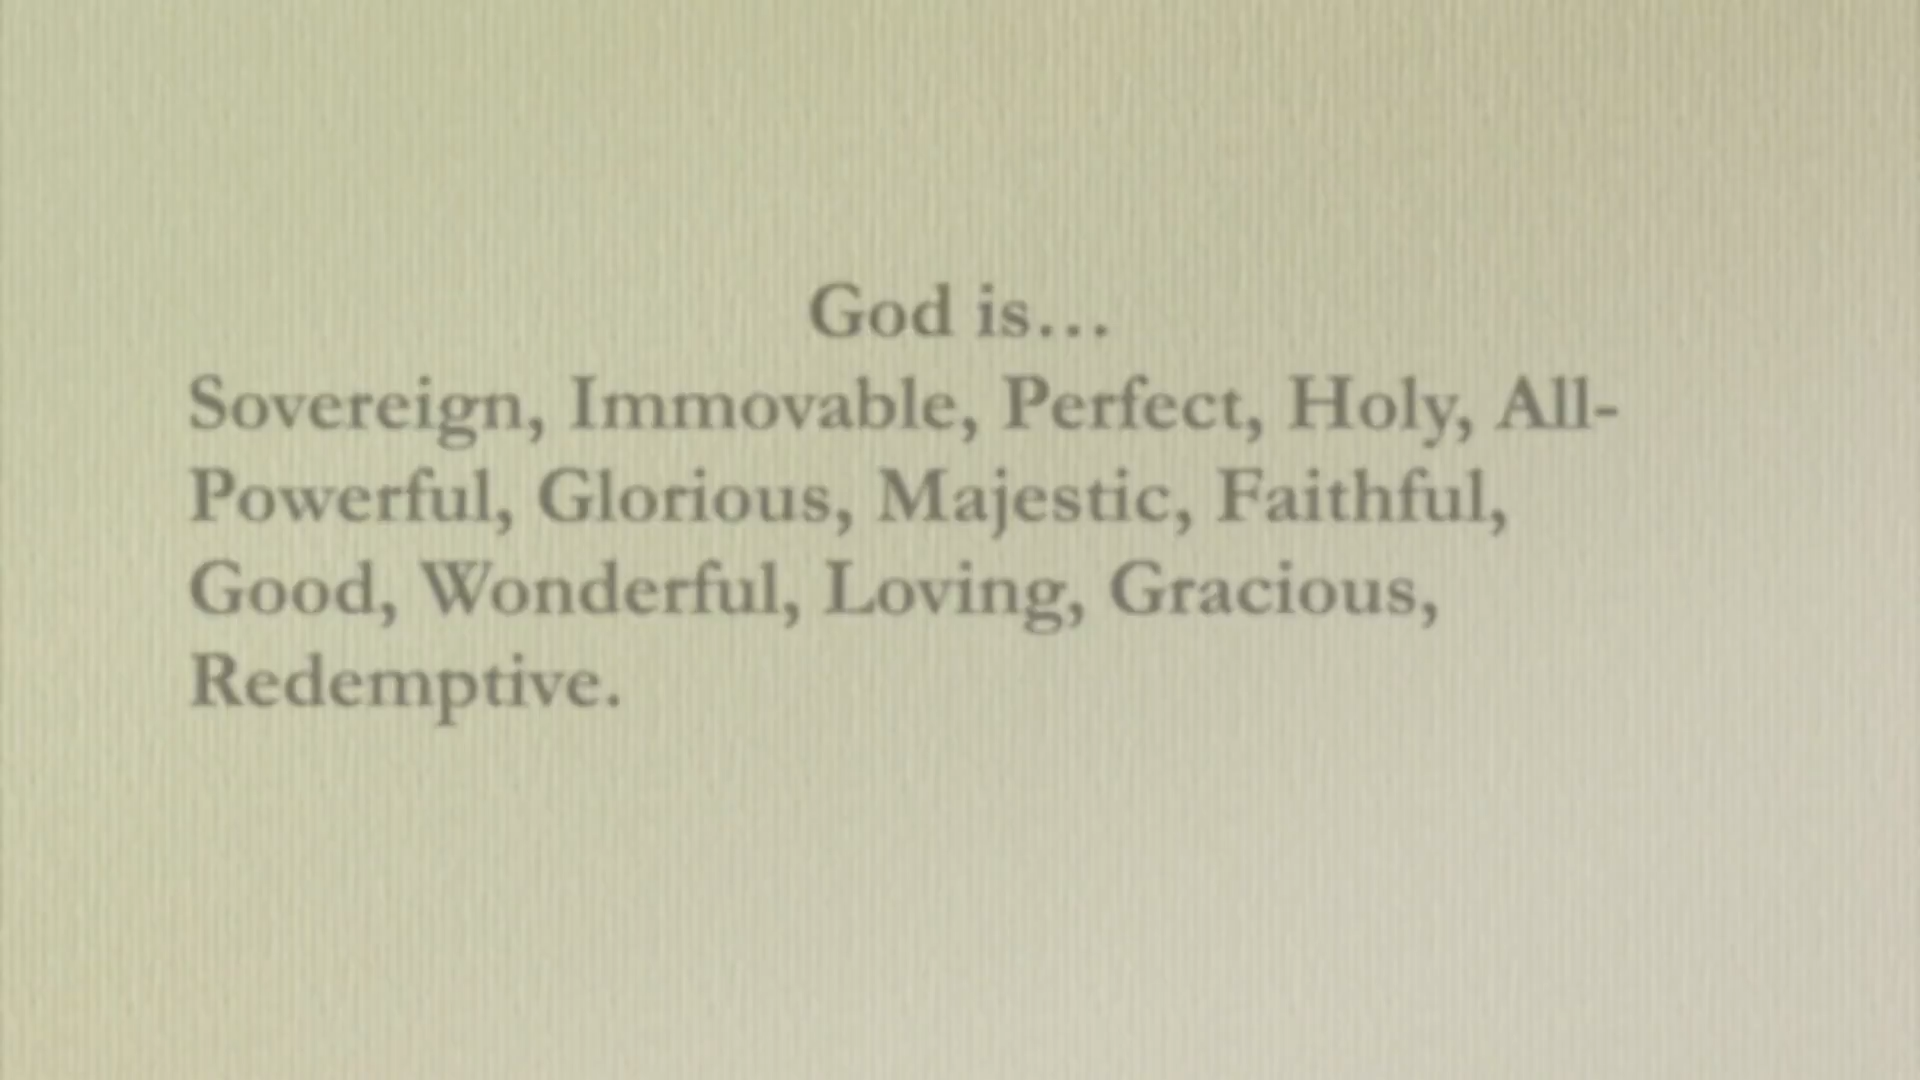 God is…
Sovereign, Immovable, Perfect, Holy, All-
Powerful, Glorious, Majestic, Faithful,
Good, Wonderful, Loving, Gracious,
Redemptive.